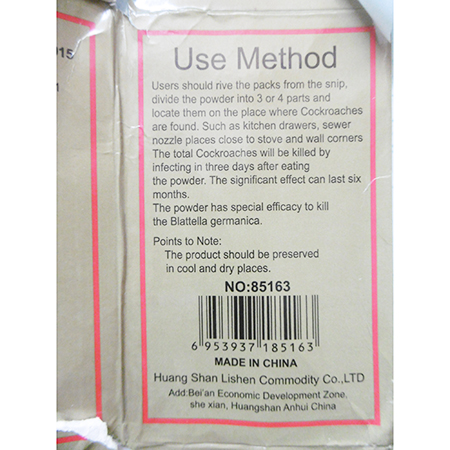 015
Use Method
Users should rive the packs from the snip,
divide the powder into 3 or 4 parts and
locate them on the place where Cockroaches
are found. Such as kitchen drawers, sewer
nozzle places close to stove and wall corners
The total Cockroaches will be killed by
infecting in three days after eating
the powder. The significant effect can last six
months.
The powder has special efficacy to kill
the Blattella germanica.
Points to Note:
The product should be preserved
in cool and dry places.
NO:85163
6 953937 185163
MADE IN CHINA
Huang Shan Lishen Commodity Co.,LTD
Add:Bei'an Economic Development Zone,
she xian, Huangshan Anhui China